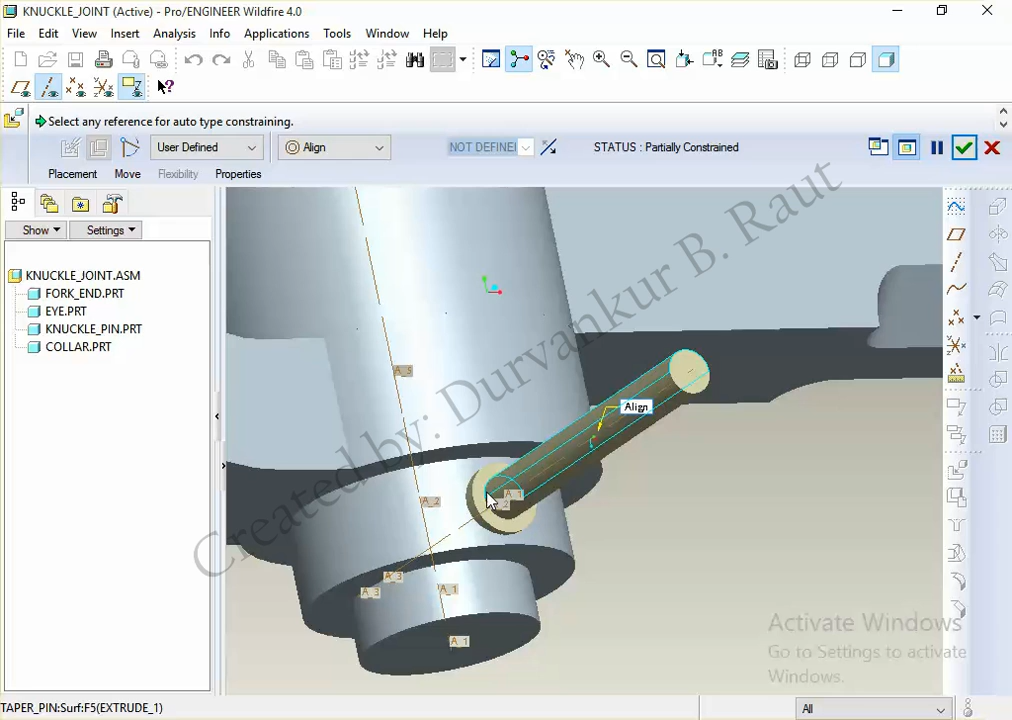 KNUCKLE_JOINT (Active) - Pro/ENGINEER Wildfire 4.0
File Edit View Insert Analysis Info Applications Tools Window Help
Select any reference for auto type constraining.
User Defined Align NOT DEFINE STATUS : Partially Constrained
Placement Move Flexibility Properties
Show Settings
KNUCKLE_JOINT.ASM
FORK_END.PRT
EYE.PRT
KNUCKLE_PIN.PRT
COLLAR.PRT
A_5
Align
A_1
A_2
2
A_3
A_3
A_1
A_1
Created by: Durvankur B. Raut
Activate Windows
Go to Settings to activate
Windows.
TAPER_PIN:Surf:F5(EXTRUDE_1) All